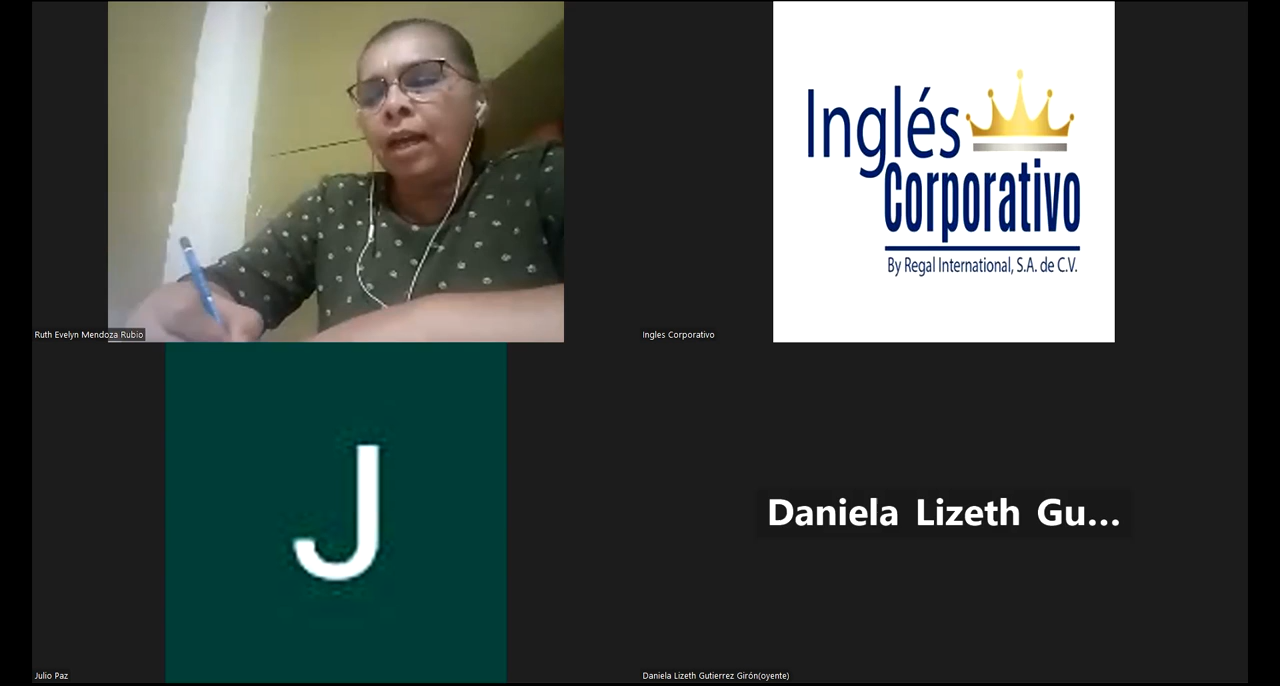 Inglés
Corporativo
By Regal International, S.A. de C.V.
Ruth Evelyn Mendoza Rubio
Ingles Corporativo
J
Daniela Lizeth Gu...
Julio Paz
Daniela Lizeth Gutierrez Girón(oyente)